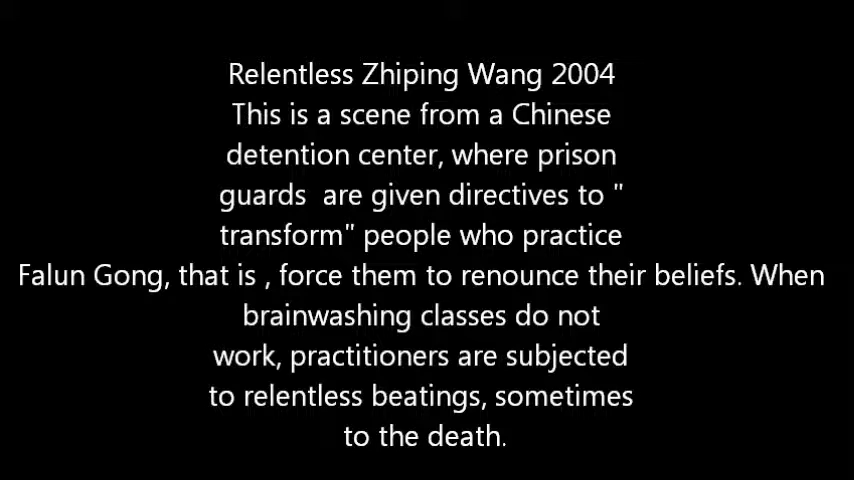 Relentless Zhiping Wang 2004
This is a scene from a Chinese
detention center, where prison
guards  are given directives to "
transform" people who practice
Falun Gong, that is , force them to renounce their beliefs. When
brainwashing classes do not
work, practitioners are subjected
to relentless beatings, sometimes
to the death.